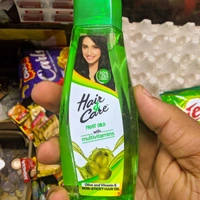 Hair
& Care
FRUIT OILS
with
multivitamins
Olive and Vitamin E
NON-STICKY HAIR OIL